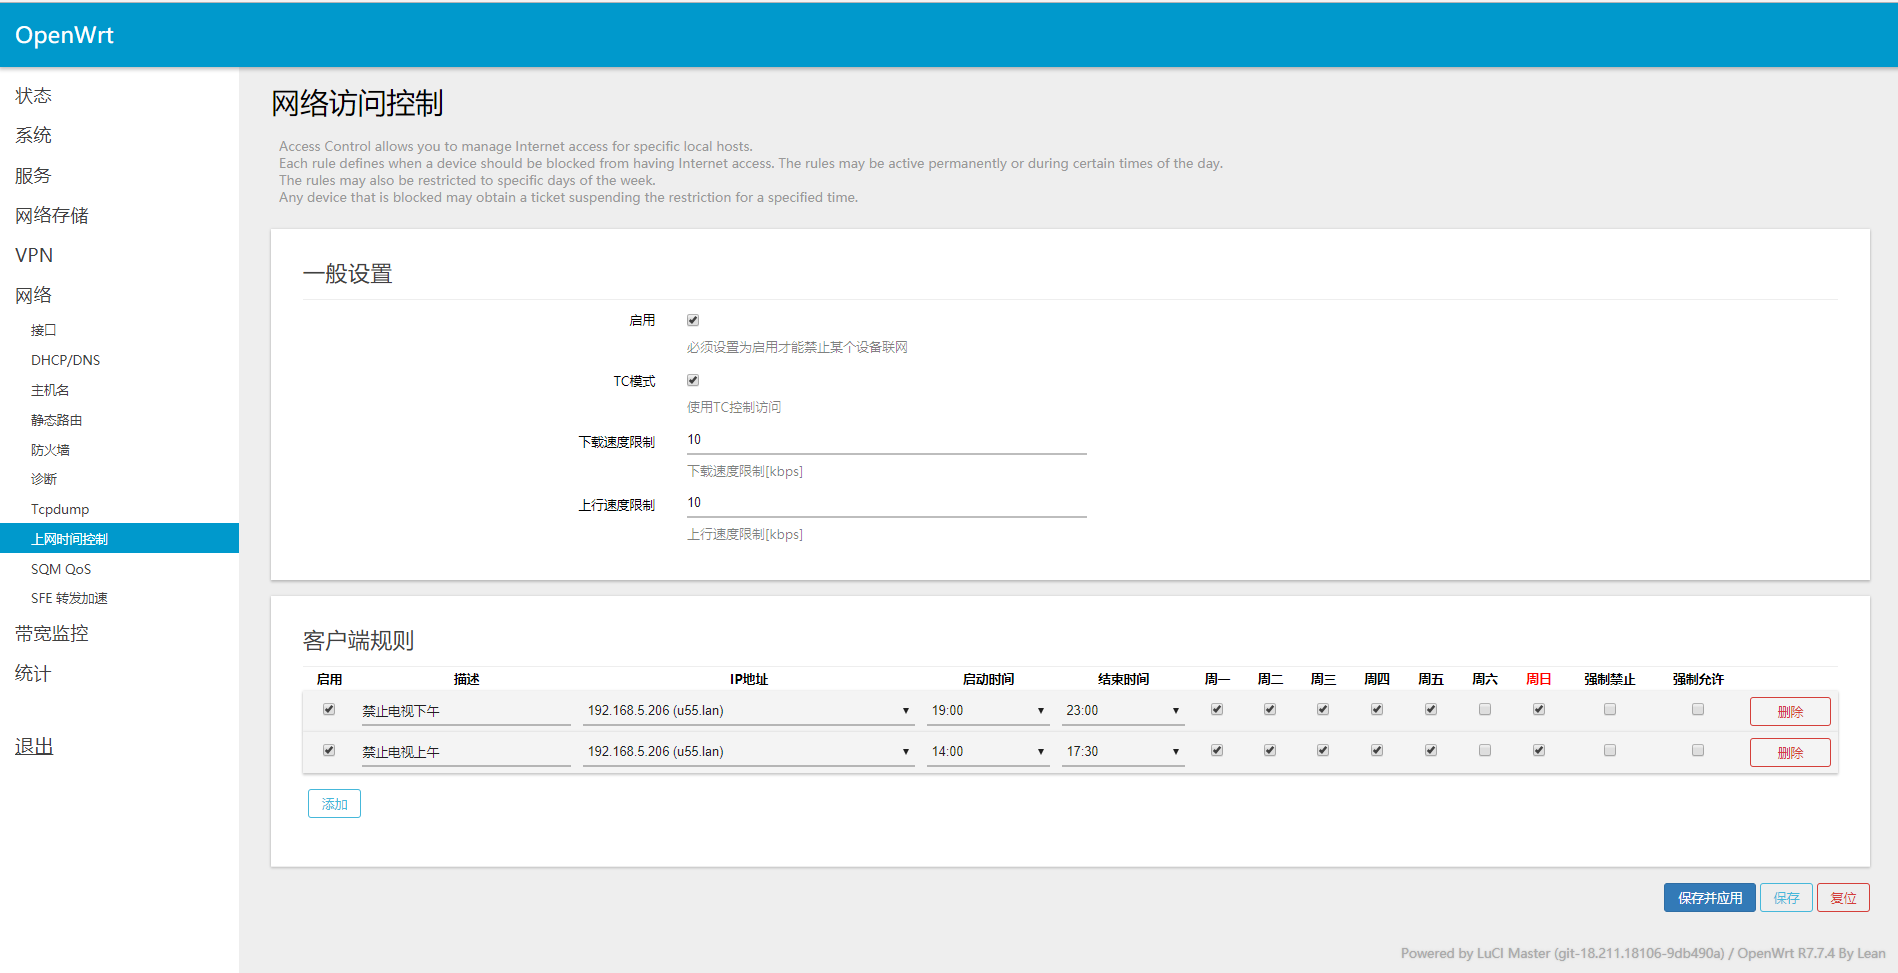 OpenWrt
状态
系统
服务
网络存储
VPN
网络
接口
DHCP/DNS
主机名
静态路由
防火墙
诊断
Tcpdump
上网时间控制
SQM QoS
SFE 转发加速
带宽监控
统计
退出
网络访问控制
Access Control allows you to manage Internet access for specific local hosts.
Each rule defines when a device should be blocked from having Internet access. The rules may be active permanently or during certain times of the day.
The rules may also be restricted to specific days of the week.
Any device that is blocked may obtain a ticket suspending the restriction for a specified time.
一般设置
启用
必须设置为启用才能禁止某个设备联网
TC模式
使用TC控制访问
下载速度限制 10
下载速度限制[kbps]
上行速度限制 10
上行速度限制[kbps]
客户端规则
启用 描述 IP地址 启动时间 结束时间 周一 周二 周三 周四 周五 周六 周日 强制禁止 强制允许
禁止电视下午 192.168.5.206 (u55.lan) 19:00 23:00 删除
禁止电视上午 192.168.5.206 (u55.lan) 14:00 17:30 删除
添加
保存并应用 保存 复位
Powered by LuCI Master (git-18.211.18106-9db490a) / OpenWrt R7.7.4 By Lean